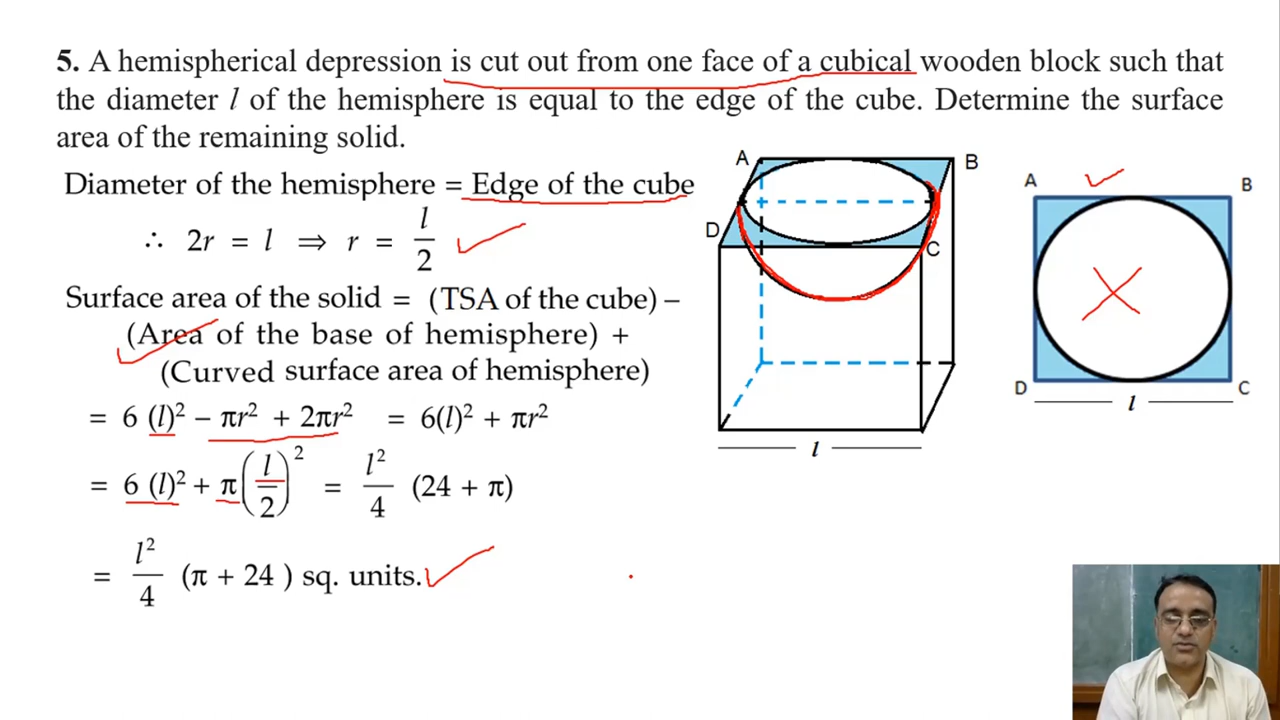 5. A hemispherical depression is cut out from one face of a cubical wooden block such that
the diameter l of the hemisphere is equal to the edge of the cube. Determine the surface
area of the remaining solid.
Diameter of the hemisphere = Edge of the cube
∴ 2r = l ⇒ r = l/2
Surface area of the solid = (TSA of the cube) –
(Area of the base of hemisphere) +
(Curved surface area of hemisphere)
= 6 (l)² – πr² + 2πr² = 6(l)² + πr²
= 6 (l)² + π(l/2)² = l²/4 (24 + π)
= l²/4 (π + 24 ) sq. units.
A
B
D
C
l
A
B
D
C
l